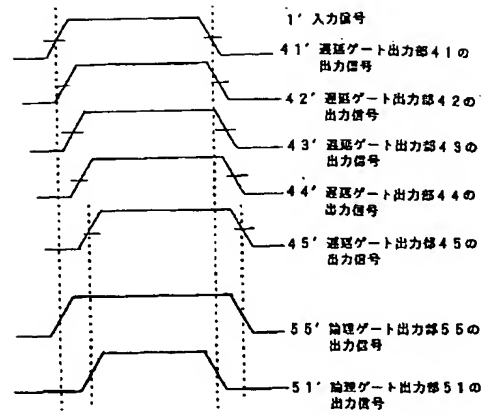 1' 入力信号
41' 遅延ゲート出力部41の
出力信号
42' 遅延ゲート出力部42の
出力信号
43' 遅延ゲート出力部43の
出力信号
44' 遅延ゲート出力部44の
出力信号
45' 遅延ゲート出力部45の
出力信号
55' 論理ゲート出力部55の
出力信号
51' 論理ゲート出力部51の
出力信号